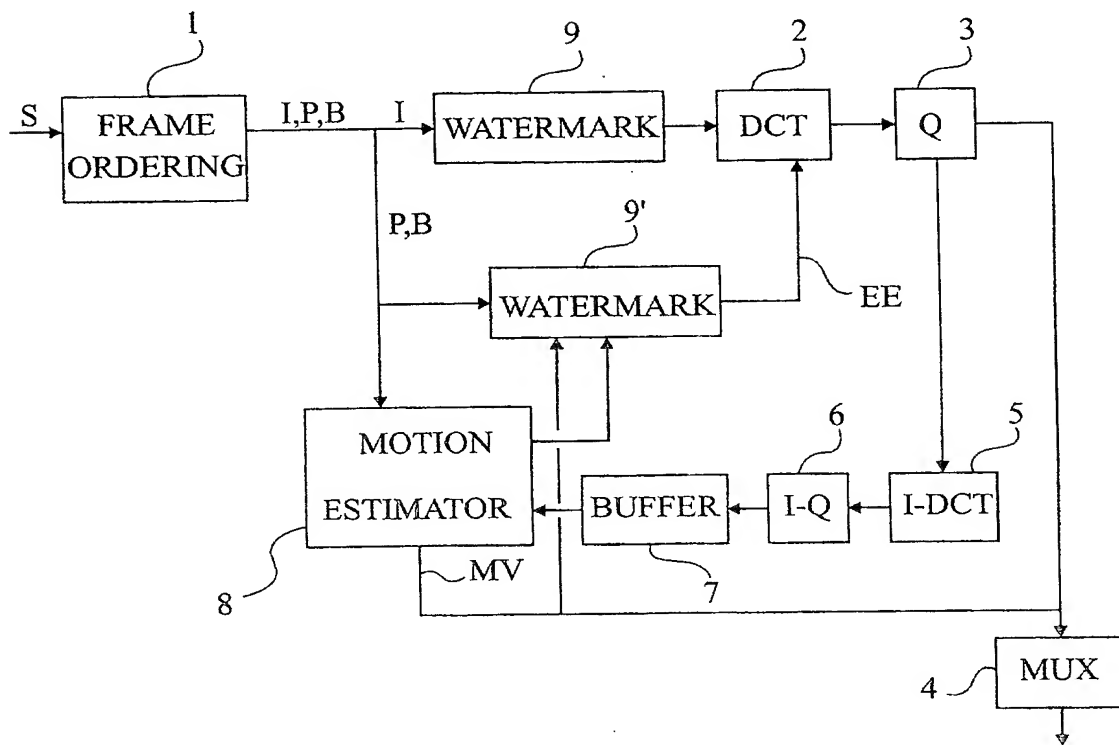 1
9
2
3
S
FRAME
ORDERING
I,P,B
I
WATERMARK
DCT
Q
P,B
9'
WATERMARK
EE
MOTION
ESTIMATOR
6
5
BUFFER
I-Q
I-DCT
8
MV
7
4
MUX